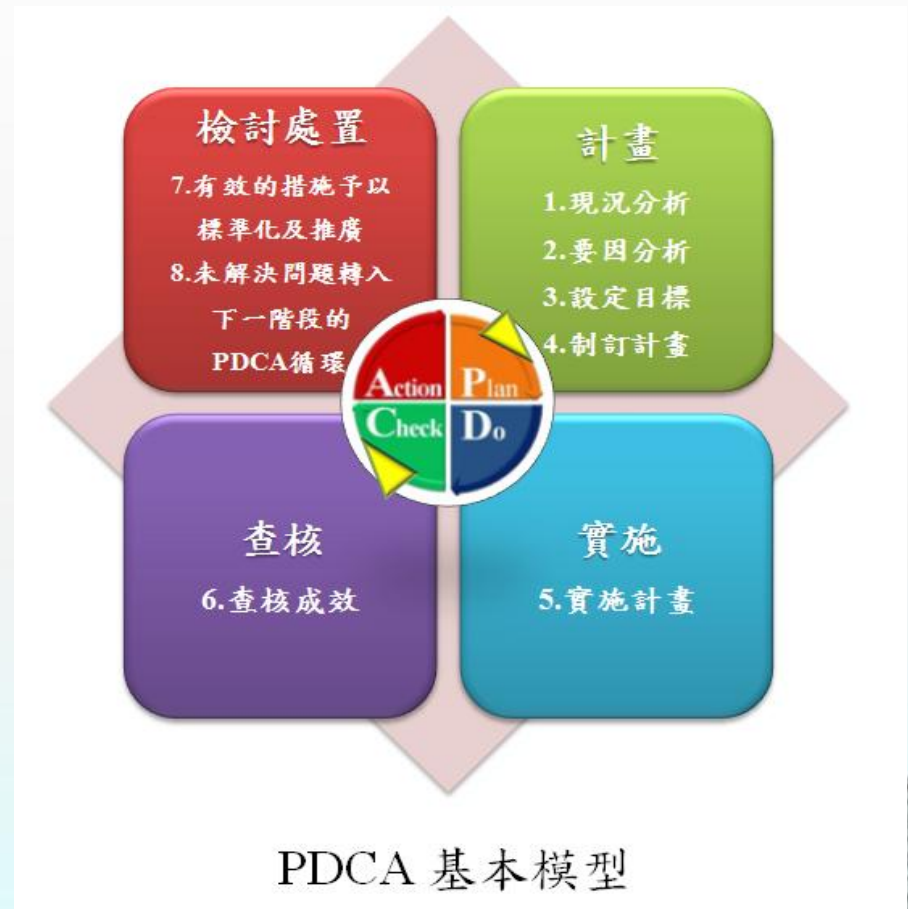 檢討處置
7.有效的措施予以
標準化及推廣
8.未解決問題轉入
下一階段的
PDCA循環
計畫
1.現況分析
2.要因分析
3.設定目標
4.制訂計畫
Action
Plan
Check
Do
查核
6.查核成效
實施
5.實施計畫
PDCA 基本模型